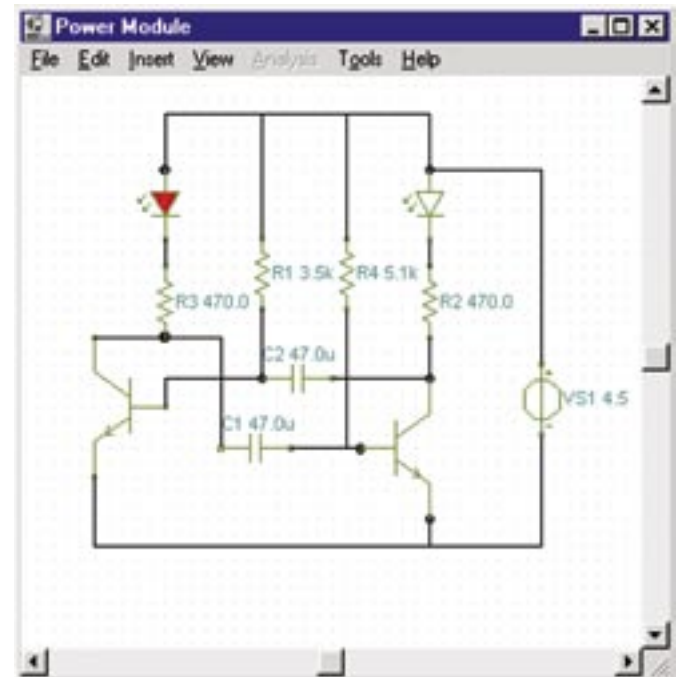 Power Module
File Edit Insert View Analysis Tools Help
R1 3.5k
R4 5.1k
R3 470.0
R2 470.0
C2 47.0u
VS1 4.5
C1 47.0u